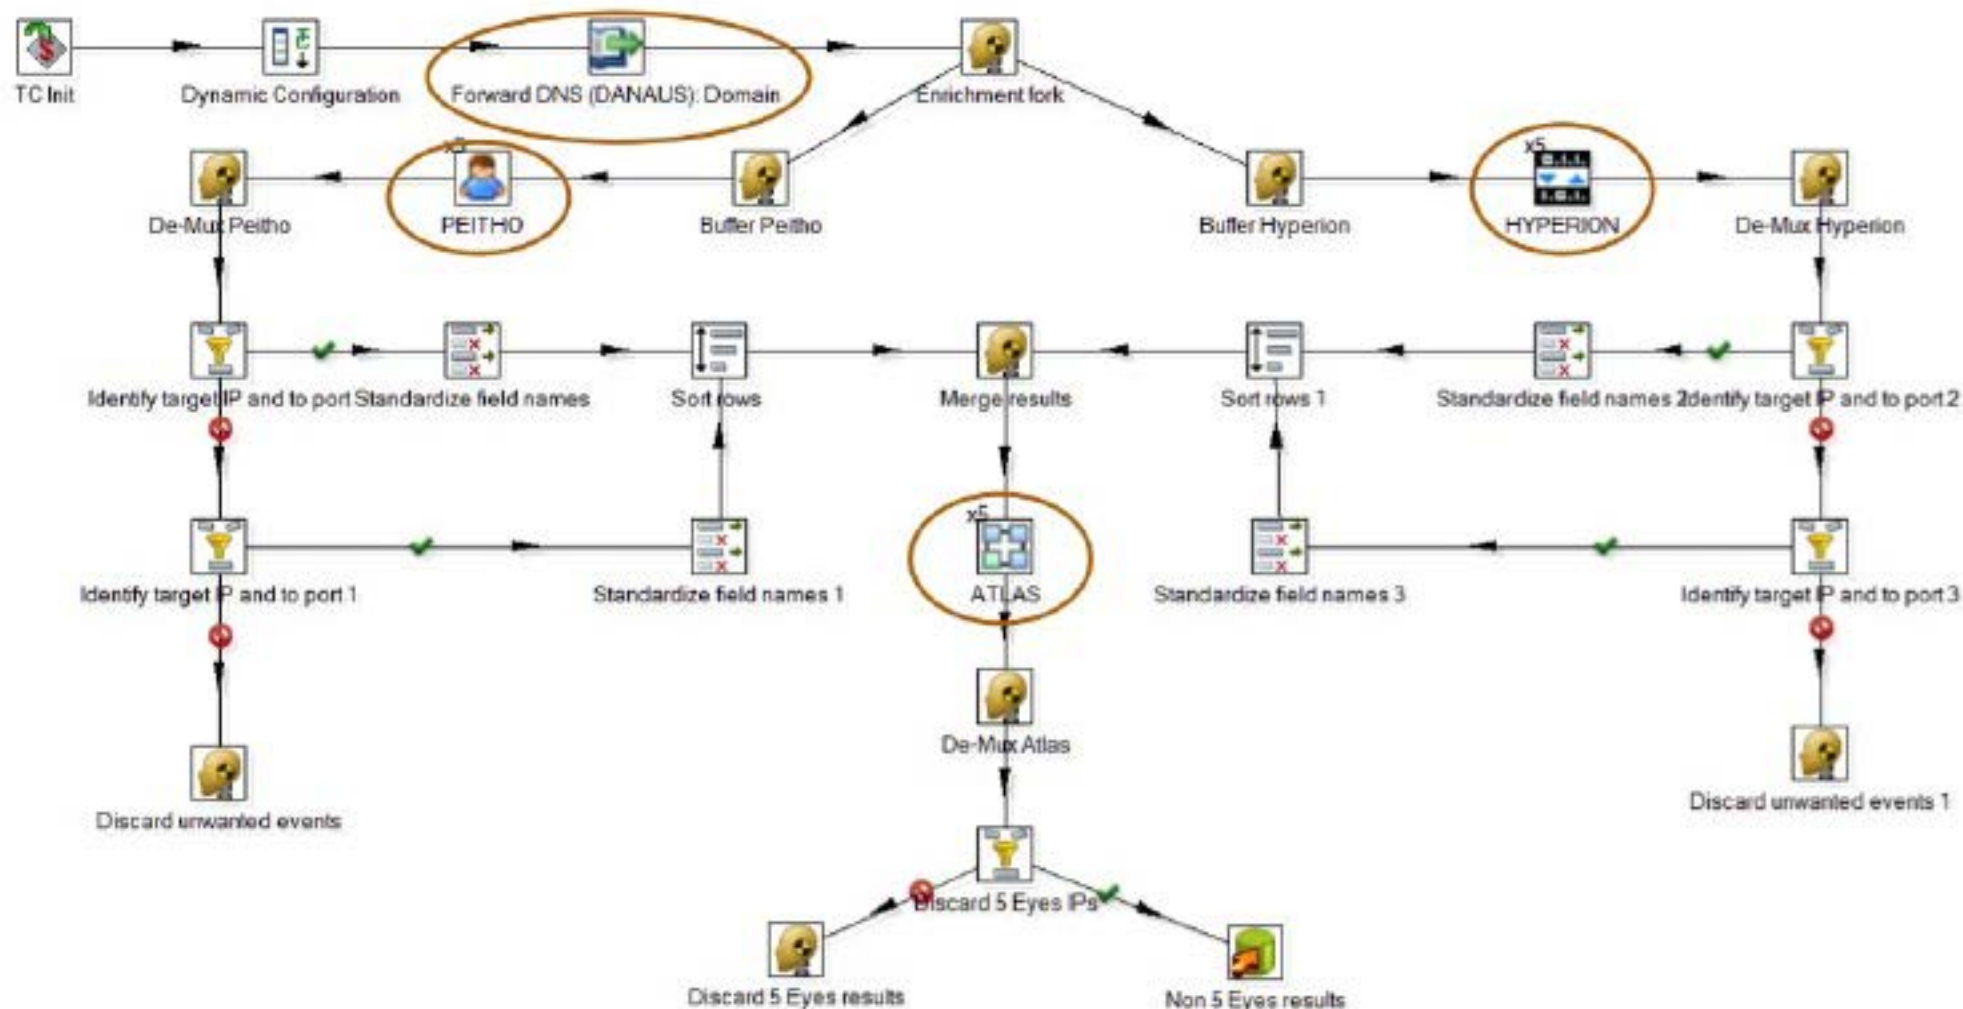 TC Init
Dynamic Configuration
Forward DNS (DANAUS): Domain
Enrichment fork
De-Mux Peitho
x5
PEITHO
Buffer Peitho
Buffer Hyperion
x5
HYPERION
De-Mux Hyperion
Identify target IP and to port
Standardize field names
Sort rows
Merge results
Sort rows 1
Standardize field names 2
Identify target IP and to port 2
Identify target IP and to port 1
Standardize field names 1
x5
ATLAS
Standardize field names 3
Identify target IP and to port 3
De-Mux Atlas
Discard unwanted events
Discard unwanted events 1
Discard 5 Eyes IPs
Discard 5 Eyes results
Non 5 Eyes results